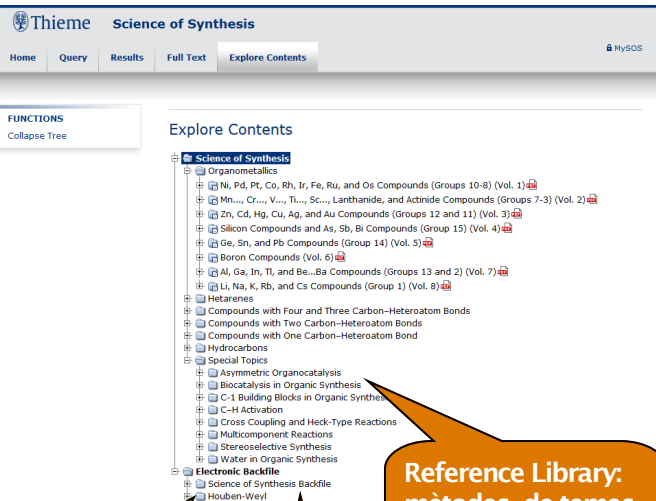 Thieme Science of Synthesis
Home Query Results Full Text Explore Contents
MySOS
FUNCTIONS
Collapse Tree
Explore Contents
Science of Synthesis
Organometallics
Ni, Pd, Pt, Co, Rh, Ir, Fe, Ru, and Os Compounds (Groups 10-8) (Vol. 1)
Mn..., Cr..., V..., Ti..., Sc..., Lanthanide, and Actinide Compounds (Groups 7-3) (Vol. 2)
Zn, Cd, Hg, Cu, Ag, and Au Compounds (Groups 12 and 11) (Vol. 3)
Silicon Compounds and As, Sb, Bi Compounds (Group 15) (Vol. 4)
Ge, Sn, and Pb Compounds (Group 14) (Vol. 5)
Boron Compounds (Vol. 6)
Al, Ga, In, Tl, and Be...Ba Compounds (Groups 13 and 2) (Vol. 7)
Li, Na, K, Rb, and Cs Compounds (Group 1) (Vol. 8)
Hetarenes
Compounds with Four and Three Carbon–Heteroatom Bonds
Compounds with Two Carbon–Heteroatom Bonds
Compounds with One Carbon–Heteroatom Bond
Hydrocarbons
Special Topics
Asymmetric Organocatalysis
Biocatalysis in Organic Synthesis
C-1 Building Blocks in Organic Synthes
C–H Activation
Cross Coupling and Heck-Type Reactions
Multicomponent Reactions
Stereoselective Synthesis
Water in Organic Synthesis
Electronic Backfile
Science of Synthesis Backfile
Houben-Weyl
Reference Library:
mètodes de temes